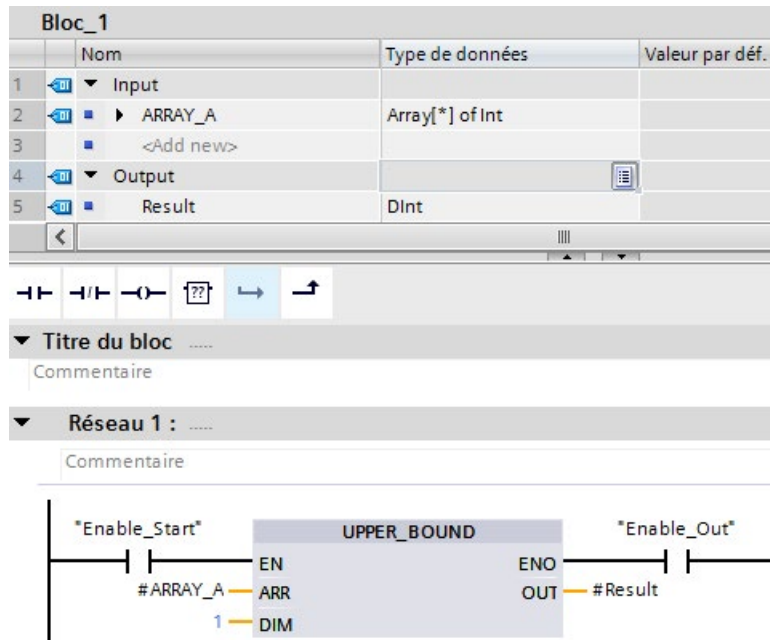 Bloc_1
Nom Type de données Valeur par déf.
1 Input
2 ARRAY_A Array[*] of Int
3 <Add new>
4 Output
5 Result DInt
??
Titre du bloc .....
Commentaire
Réseau 1 : .....
Commentaire
"Enable_Start" UPPER_BOUND "Enable_Out"
EN ENO
#ARRAY_A ARR OUT #Result
1 DIM